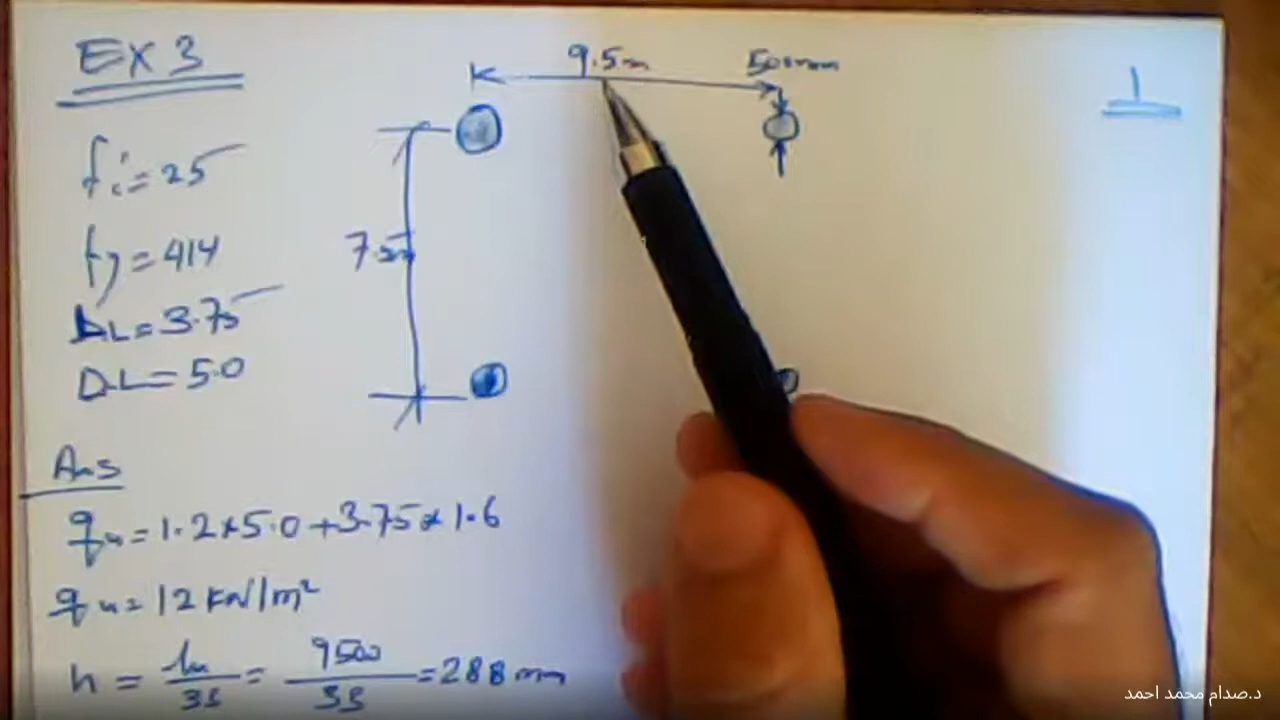 Ex 3
9.5m
500mm
1
fc'=25
fy=414
7.25
LL=3.75
D.L=5.0
Ans
qu=1.2*5.0+3.75*1.6
qu=12 kN/m²
h = ln/33 = 9500/33 =288 mm
د.صدام محمد احمد